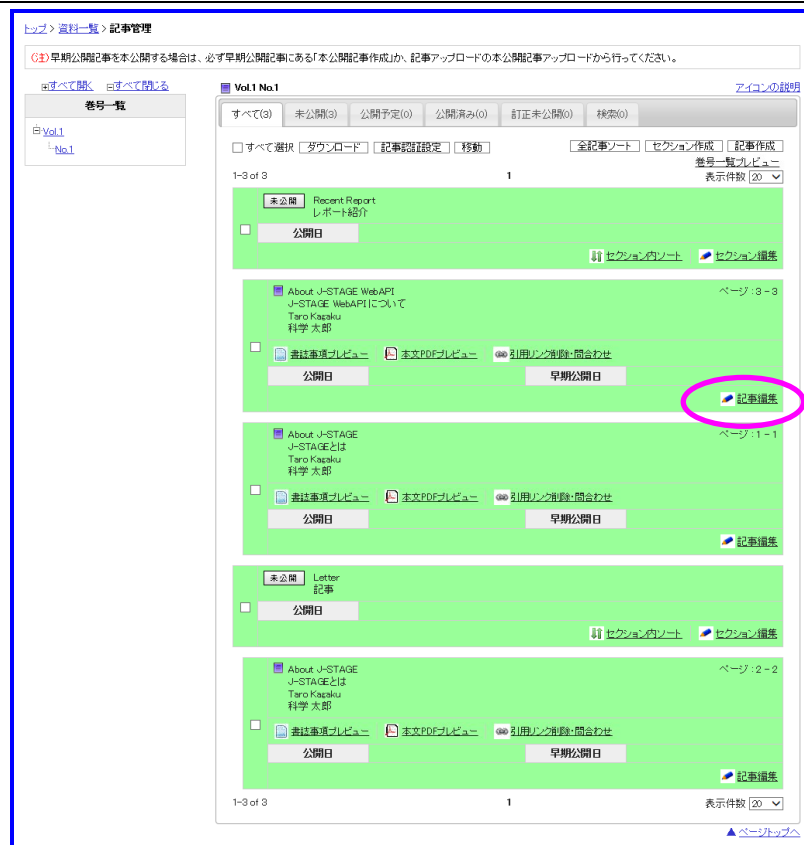 トップ > 資料一覧 > 記事管理
(注)早期公開記事を本公開する場合は、必ず早期公開記事にある「本公開記事作成」か、記事アップロードの本公開記事アップロードから行ってください。
すべて開く すべて閉じる
巻号一覧
Vol.1
No.1
Vol.1 No.1 アイコンの説明
すべて(3) 未公開(3) 公開予定(0) 公開済み(0) 訂正未公開(0) 検索(0)
すべて選択 ダウンロード 記事認証設定 移動 全記事ソート セクション作成 記事作成
巻号一覧プレビュー
1-3 of 3 1 表示件数 20
未公開 Recent Report
レポート紹介
公開日
セクション内ソート セクション編集
About J-STAGE WebAPI ページ:3-3
J-STAGE WebAPIについて
Taro Kagaku
科学 太郎
書誌事項プレビュー 本文PDFプレビュー 引用リンク削除・問合わせ
公開日 早期公開日
記事編集
About J-STAGE ページ:1-1
J-STAGEとは
Taro Kagaku
科学 太郎
書誌事項プレビュー 本文PDFプレビュー 引用リンク削除・問合わせ
公開日 早期公開日
記事編集
未公開 Letter
記事
公開日
セクション内ソート セクション編集
About J-STAGE ページ:2-2
J-STAGEとは
Taro Kagaku
科学 太郎
書誌事項プレビュー 本文PDFプレビュー 引用リンク削除・問合わせ
公開日 早期公開日
記事編集
1-3 of 3 1 表示件数 20
▲ページトップへ